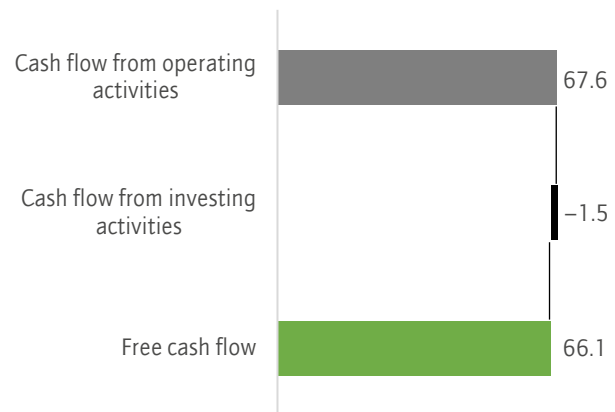 Cash flow from operating
activities
67.6
Cash flow from investing
activities
–1.5
Free cash flow
66.1